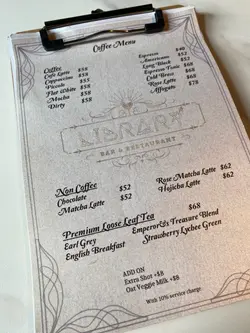 Coffee Menu
Coffee $58
Cafe Latte $58
Cappuccino $58
Piccolo $55
Flat White $58
Mocha $58
Dirty $58
Espresso $40
Americano $52
Long Black $52
Espresso Tonic $68
Cold Brew $68
Rose Latte $68
Affogato $78
LIBRARY
BAR & RESTAURANT
Non Coffee
Chocolate $52
Matcha Latte $52
Rose Matcha Latte $62
Hojicha Latte $62
Premium Loose Leaf Tea $68
Earl Grey
English Breakfast
Emperor& Treasure Blend
Strawberry Lychee Green
ADD ON
Extra Shot +$8
Oat Veggie Milk +$8
With 10% service charge